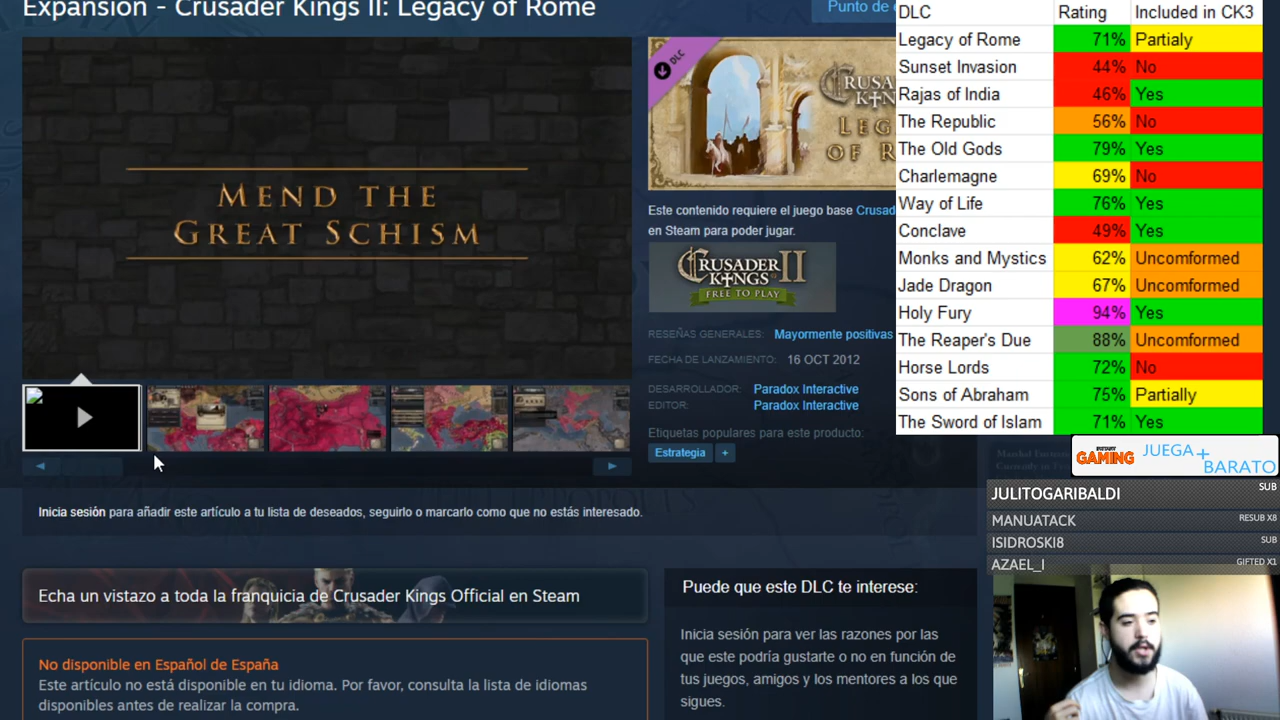 Expansion - Crusader Kings II: Legacy of Rome
Punto de
MEND THE
GREAT SCHISM
DLC
CRUSA
KIN
LEG
OF R
Este contenido requiere el juego base Crusad
en Steam para poder jugar.
CRUSADER
KINGS II
FREE TO PLAY
RESEÑAS GENERALES: Mayormente positivas
FECHA DE LANZAMIENTO: 16 OCT 2012
DESARROLLADOR: Paradox Interactive
EDITOR: Paradox Interactive
Etiquetas populares para este producto:
Estrategia +
Inicia sesión para añadir este artículo a tu lista de deseados, seguirlo o marcarlo como que no estás interesado.
Echa un vistazo a toda la franquicia de Crusader Kings Official en Steam
No disponible en Español de España
Este artículo no está disponible en tu idioma. Por favor, consulta la lista de idiomas
disponibles antes de realizar la compra.
Puede que este DLC te interese:
Inicia sesión para ver las razones por las
que este podría gustarte o no en función de
tus juegos, amigos y los mentores a los que
sigues.
DLC Rating Included in CK3
Legacy of Rome 71% Partialy
Sunset Invasion 44% No
Rajas of India 46% Yes
The Republic 56% No
The Old Gods 79% Yes
Charlemagne 69% No
Way of Life 76% Yes
Conclave 49% Yes
Monks and Mystics 62% Uncomformed
Jade Dragon 67% Uncomformed
Holy Fury 94% Yes
The Reaper's Due 88% Uncomformed
Horse Lords 72% No
Sons of Abraham 75% Partially
The Sword of Islam 71% Yes
INSTANT
GAMING
JUEGA+
BARATO
JULITOGARIBALDI SUB
MANUATACK RESUB X8
ISIDROSKI8 SUB
AZAEL_I GIFTED X1